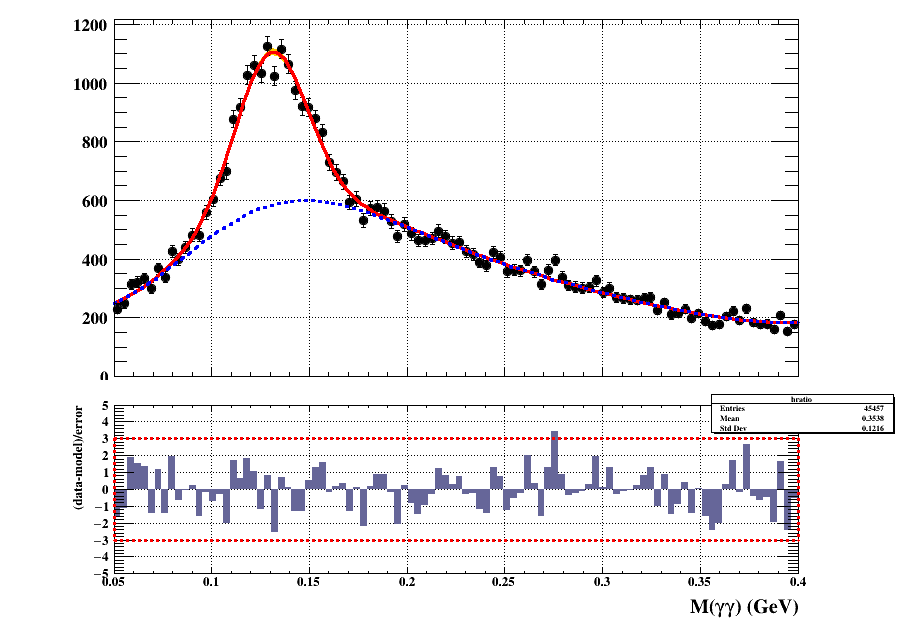 1200
1000
800
600
400
200
0
hratio
Entries 45457
Mean 0.3538
Std Dev 0.1216
(data-model)/error
5
4
3
2
1
0
−1
−2
−3
−4
−5
0.05 0.1 0.15 0.2 0.25 0.3 0.35 0.4
M(γγ) (GeV)